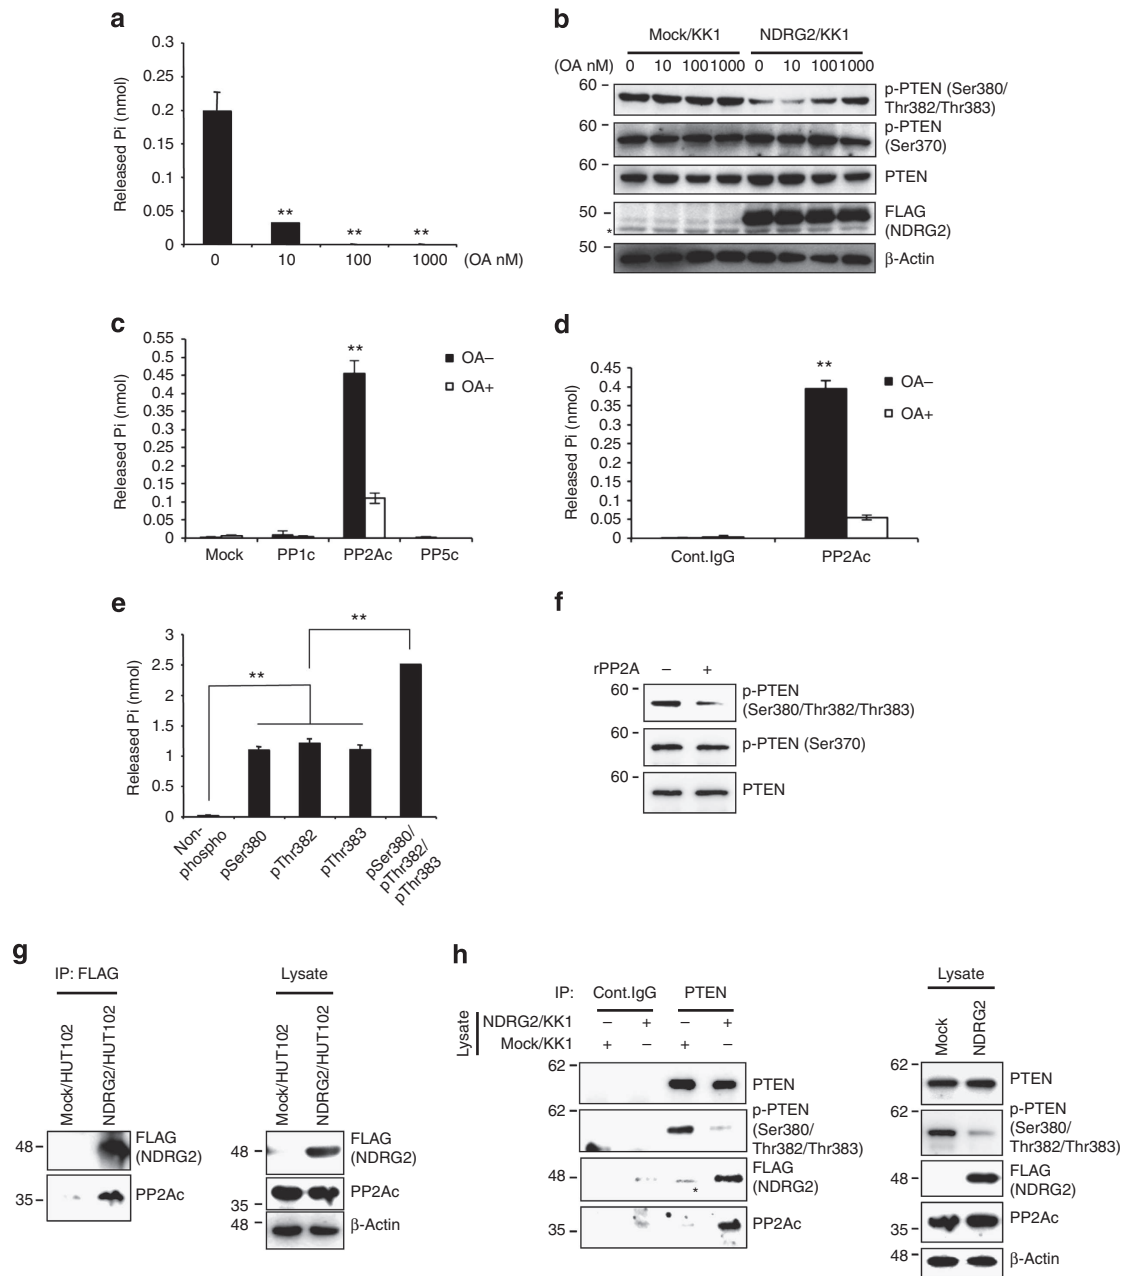 a
Released Pi (nmol)
0.3
0.25
0.2
0.15
0.1
0.05
0
**
**
**
0 10 100 1000 (OA nM)
b
Mock/KK1 NDRG2/KK1
(OA nM) 0 10 100 1000 0 10 100 1000
60
p-PTEN (Ser380/
Thr382/Thr383)
60
p-PTEN
(Ser370)
60
PTEN
50
*
FLAG
(NDRG2)
50
β-Actin
c
Released Pi (nmol)
0.55
0.5
0.45
0.4
0.35
0.3
0.25
0.2
0.15
0.1
0.05
0
**
OA–
OA+
Mock PP1c PP2Ac PP5c
d
Released Pi (nmol)
0.45
0.4
0.35
0.3
0.25
0.2
0.15
0.1
0.05
0
**
OA–
OA+
Cont.IgG PP2Ac
e
Released Pi (nmol)
3
2.5
2
1.5
1
0.5
0
**
**
Non-
phospho
pSer380
pThr382
pThr383
pSer380/
pThr382/
pThr383
f
rPP2A – +
60
p-PTEN
(Ser380/Thr382/Thr383)
60
p-PTEN (Ser370)
60
PTEN
g
IP: FLAG
Mock/HUT102
NDRG2/HUT102
48
FLAG
(NDRG2)
35
PP2Ac
Lysate
Mock/HUT102
NDRG2/HUT102
48
FLAG
(NDRG2)
35
PP2Ac
48
β-Actin
h
IP: Cont.IgG PTEN
Lysate
NDRG2/KK1 – + – +
Mock/KK1 + – + –
62
PTEN
62
p-PTEN
(Ser380/
Thr382/Thr383)
48
*
FLAG
(NDRG2)
35
PP2Ac
Lysate
Mock
NDRG2
62
PTEN
62
p-PTEN
(Ser380/
Thr382/Thr383)
48
FLAG
(NDRG2)
35
PP2Ac
48
β-Actin